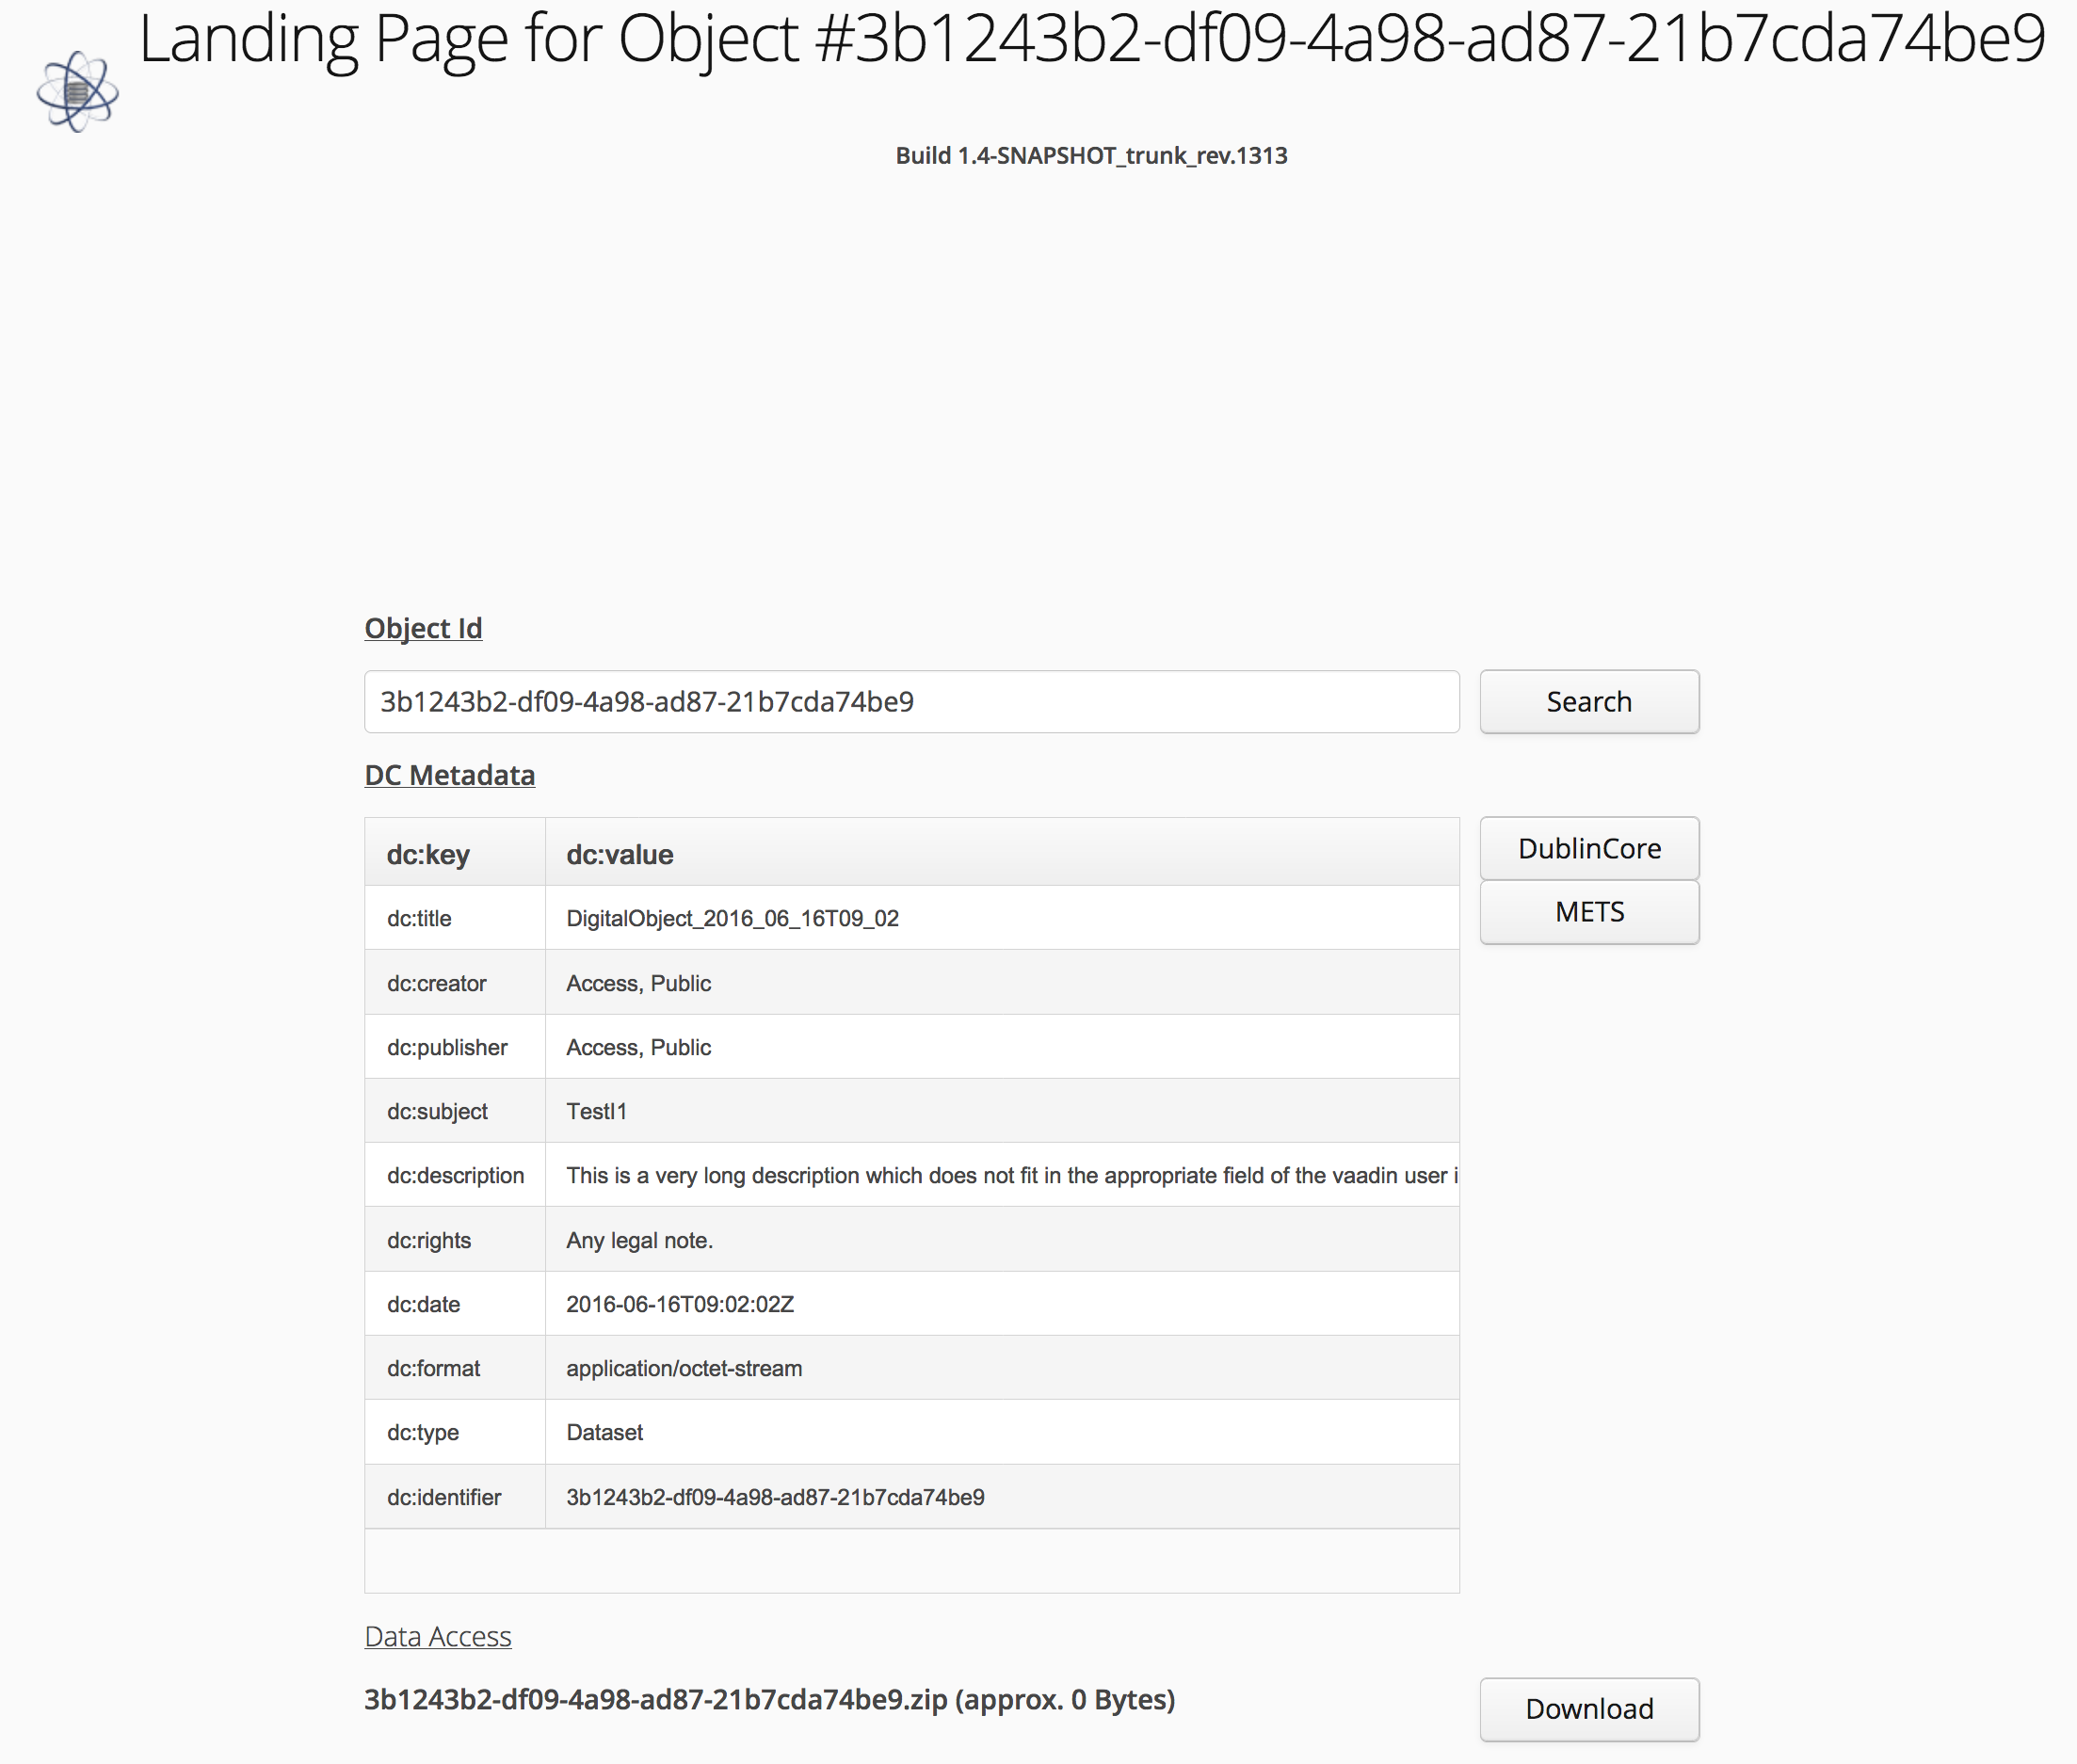 Landing Page for Object #3b1243b2-df09-4a98-ad87-21b7cda74be9
Build 1.4-SNAPSHOT_trunk_rev.1313
Object Id
3b1243b2-df09-4a98-ad87-21b7cda74be9 Search
DC Metadata
dc:key dc:value DublinCore
dc:title DigitalObject_2016_06_16T09_02 METS
dc:creator Access, Public
dc:publisher Access, Public
dc:subject TestI1
dc:description This is a very long description which does not fit in the appropriate field of the vaadin user i
dc:rights Any legal note.
dc:date 2016-06-16T09:02:02Z
dc:format application/octet-stream
dc:type Dataset
dc:identifier 3b1243b2-df09-4a98-ad87-21b7cda74be9
Data Access
3b1243b2-df09-4a98-ad87-21b7cda74be9.zip (approx. 0 Bytes) Download